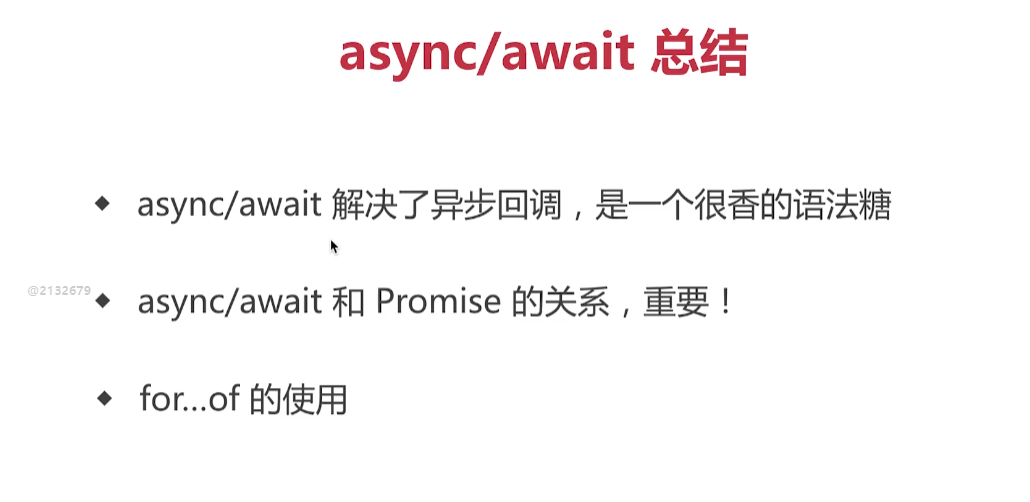 async/await 总结
◆ async/await 解决了异步回调，是一个很香的语法糖
@2132679
◆ async/await 和 Promise 的关系，重要！
◆ for...of 的使用